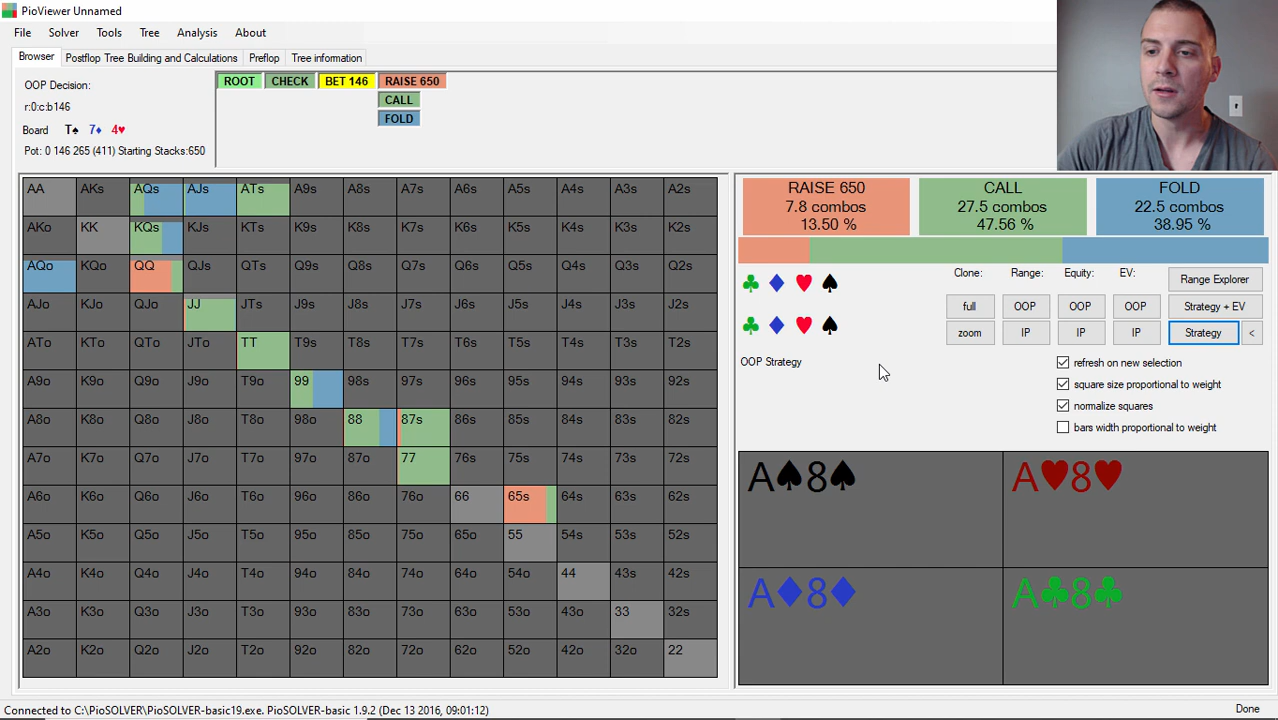 PioViewer Unnamed
File Solver Tools Tree Analysis About
Browser Postflop Tree Building and Calculations Preflop Tree information
OOP Decision:
r:0:c:b146
Board T♠ 7♦ 4♥
Pot: 0 146 265 (411) Starting Stacks:650
ROOT CHECK BET 146 RAISE 650
CALL
FOLD
AA AKs AQs AJs ATs A9s A8s A7s A6s A5s A4s A3s A2s
AKo KK KQs KJs KTs K9s K8s K7s K6s K5s K4s K3s K2s
AQo KQo QQ QJs QTs Q9s Q8s Q7s Q6s Q5s Q4s Q3s Q2s
AJo KJo QJo JJ JTs J9s J8s J7s J6s J5s J4s J3s J2s
ATo KTo QTo JTo TT T9s T8s T7s T6s T5s T4s T3s T2s
A9o K9o Q9o J9o T9o 99 98s 97s 96s 95s 94s 93s 92s
A8o K8o Q8o J8o T8o 98o 88 87s 86s 85s 84s 83s 82s
A7o K7o Q7o J7o T7o 97o 87o 77 76s 75s 74s 73s 72s
A6o K6o Q6o J6o T6o 96o 86o 76o 66 65s 64s 63s 62s
A5o K5o Q5o J5o T5o 95o 85o 75o 65o 55 54s 53s 52s
A4o K4o Q4o J4o T4o 94o 84o 74o 64o 54o 44 43s 42s
A3o K3o Q3o J3o T3o 93o 83o 73o 63o 53o 43o 33 32s
A2o K2o Q2o J2o T2o 92o 82o 72o 62o 52o 42o 32o 22
RAISE 650 CALL FOLD
7.8 combos 27.5 combos 22.5 combos
13.50 % 47.56 % 38.95 %
♣ ♦ ♥ ♠
♣ ♦ ♥ ♠
Clone: Range: Equity: EV:
Range Explorer
full OOP OOP OOP Strategy + EV
zoom IP IP IP Strategy <
OOP Strategy
refresh on new selection
square size proportional to weight
normalize squares
bars width proportional to weight
A♠8♠ A♥8♥
A♦8♦ A♣8♣
Connected to C:\PioSOLVER\PioSOLVER-basic19.exe. PioSOLVER-basic 1.9.2 (Dec 13 2016, 09:01:12) Done